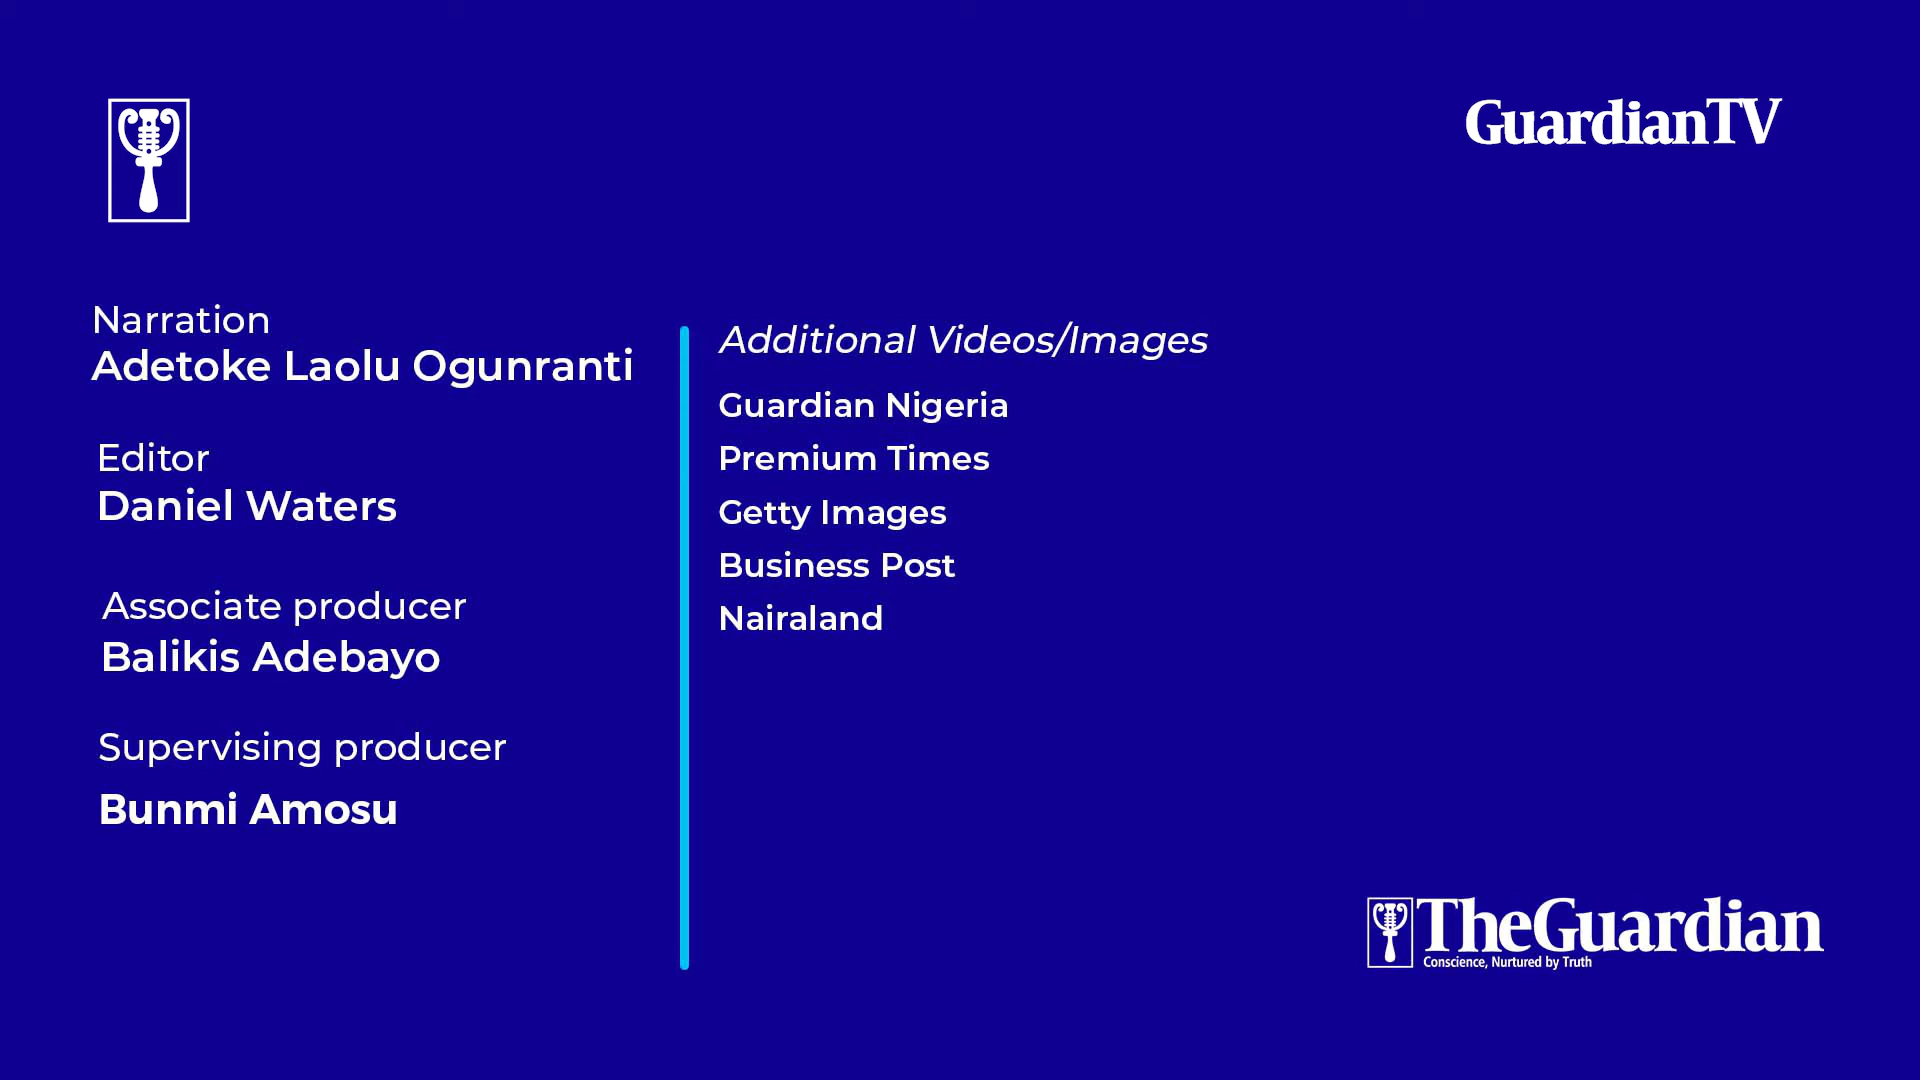 GuardianTV
Narration
Adetoke Laolu Ogunranti
Editor
Daniel Waters
Associate producer
Balikis Adebayo
Supervising producer
Bunmi Amosu
Additional Videos/Images
Guardian Nigeria
Premium Times
Getty Images
Business Post
Nairaland
TheGuardian
Conscience, Nurtured by Truth